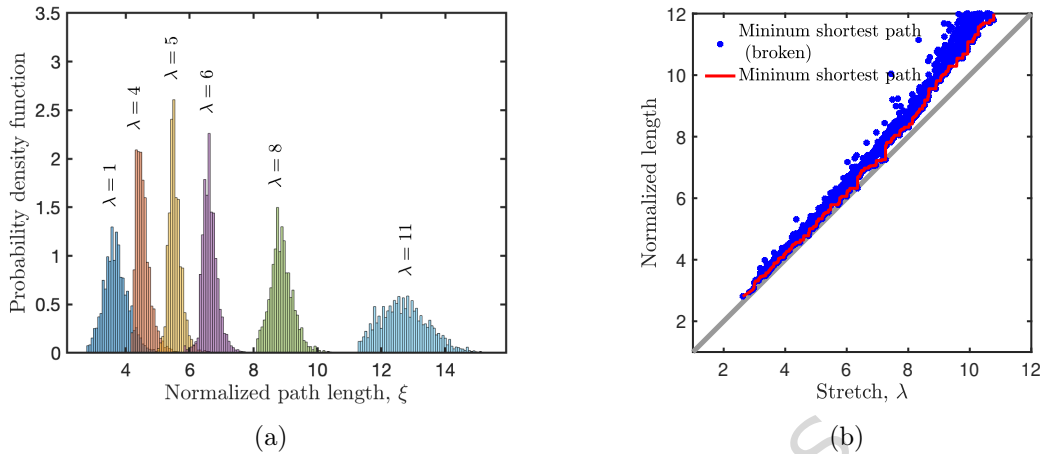 3.5
3
2.5
2
1.5
1
0.5
0
4
6
8
10
12
14
Probability density function
Normalized path length, ξ
λ = 1
λ = 4
λ = 5
λ = 6
λ = 8
λ = 11
(a)
12
10
8
6
4
2
2
4
6
8
10
12
Normalized length
Stretch, λ
Mininum shortest path
(broken)
Mininum shortest path
(b)
S